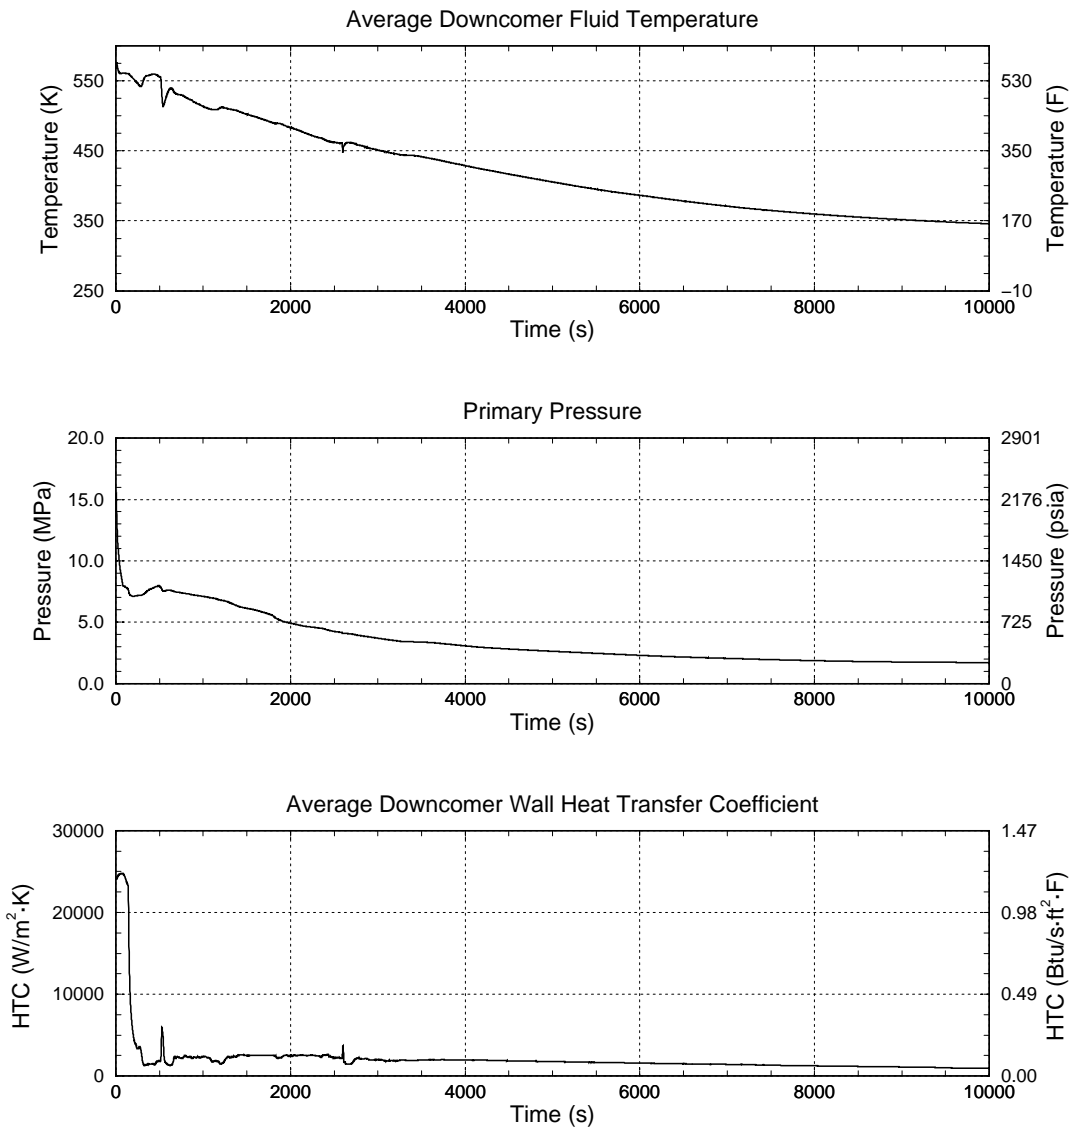 Average Downcomer Fluid Temperature
Temperature (K)
550
450
350
250
530
350
170
−10
Temperature (F)
0 2000 4000 6000 8000 10000
Time (s)
Primary Pressure
Pressure (MPa)
20.0
15.0
10.0
5.0
0.0
2901
2176
1450
725
0
Pressure (psia)
0 2000 4000 6000 8000 10000
Time (s)
Average Downcomer Wall Heat Transfer Coefficient
HTC (W/m²·K)
30000
20000
10000
0
1.47
0.98
0.49
0.00
HTC (Btu/s·ft²·F)
0 2000 4000 6000 8000 10000
Time (s)